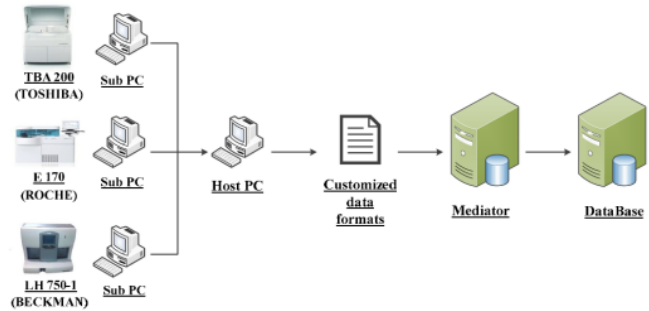 TBA 200
(TOSHIBA)
Sub PC
E 170
(ROCHE)
Sub PC
LH 750-1
(BECKMAN)
Sub PC
Host PC
Customized
data
formats
Mediator
DataBase